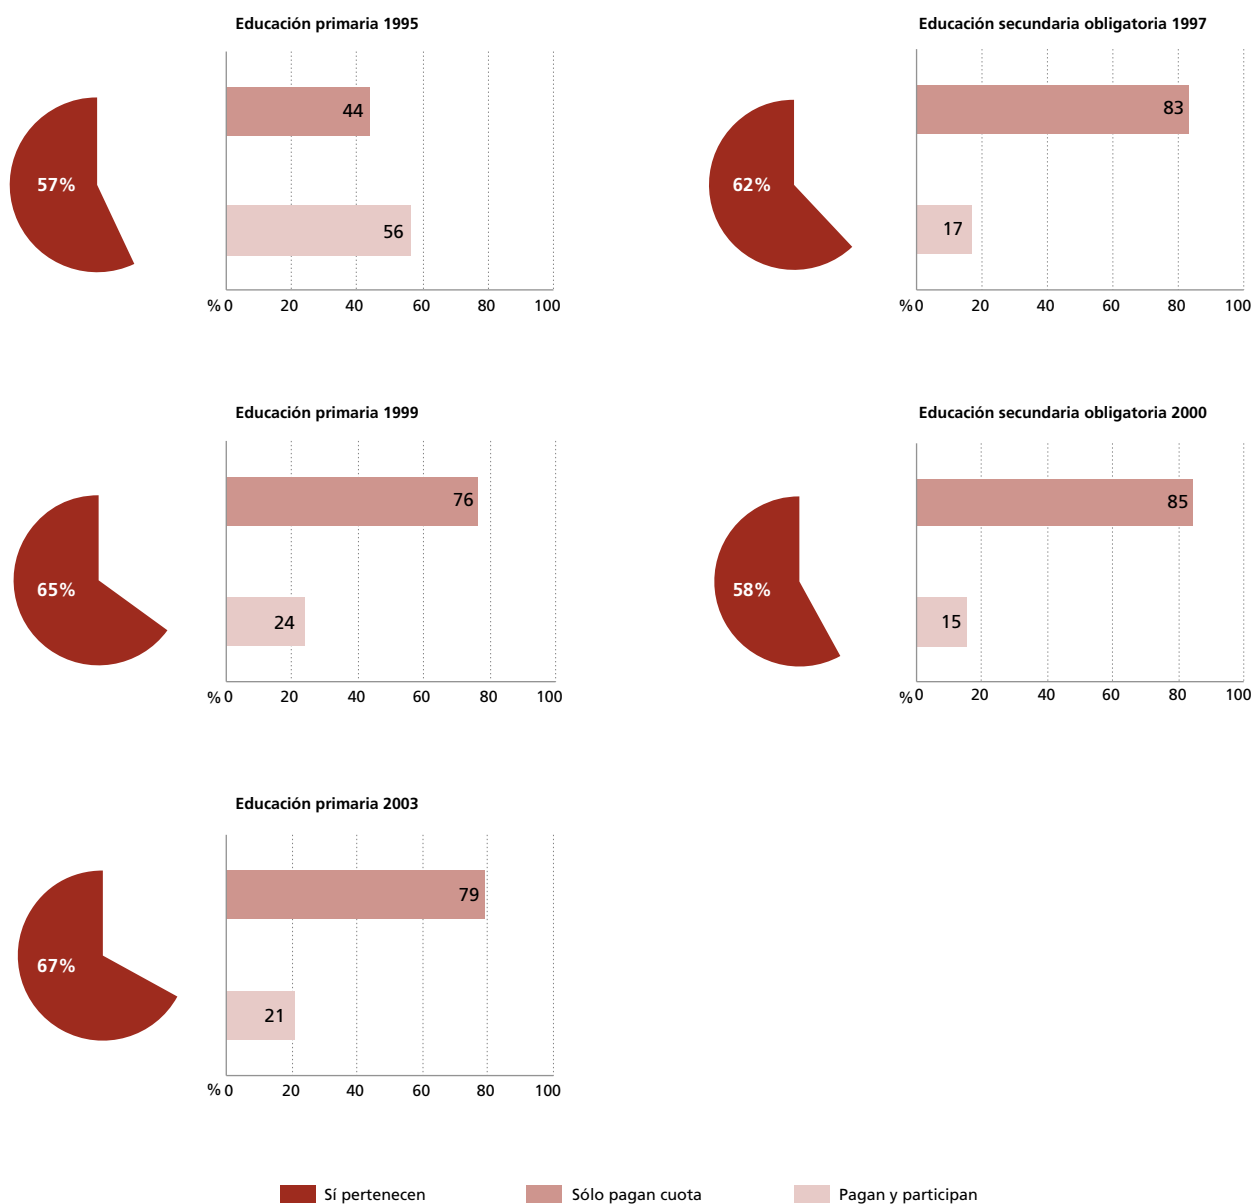 Educación primaria 1995
57%
44
56
% 0 20 40 60 80 100
Educación secundaria obligatoria 1997
62%
83
17
% 0 20 40 60 80 100
Educación primaria 1999
65%
76
24
% 0 20 40 60 80 100
Educación secundaria obligatoria 2000
58%
85
15
% 0 20 40 60 80 100
Educación primaria 2003
67%
79
21
% 0 20 40 60 80 100
Sí pertenecen Sólo pagan cuota Pagan y participan